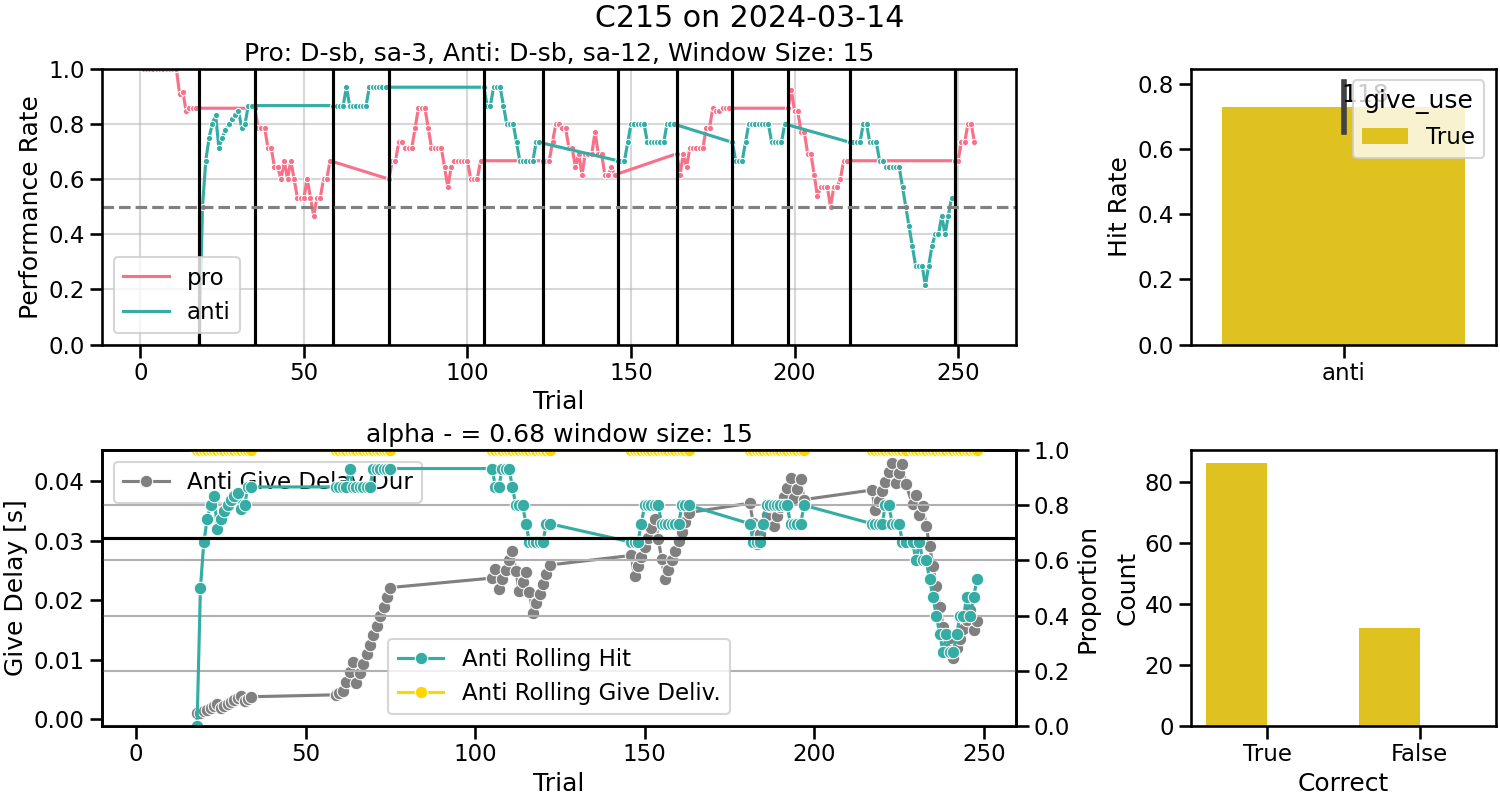 C215 on 2024-03-14
Pro: D-sb, sa-3, Anti: D-sb, sa-12, Window Size: 15
Performance Rate
1.0
0.8
0.6
0.4
0.2
0.0
pro
anti
0 50 100 150 200 250
Trial
Hit Rate
0.8
0.6
0.4
0.2
0.0
118
give_use
True
anti
alpha - = 0.68 window size: 15
Give Delay [s]
0.04
0.03
0.02
0.01
0.00
Anti Give Delay Dur
Anti Rolling Hit
Anti Rolling Give Deliv.
1.0
0.8
0.6
0.4
0.2
0.0
Proportion
0 50 100 150 200 250
Trial
Count
80
60
40
20
0
True False
Correct